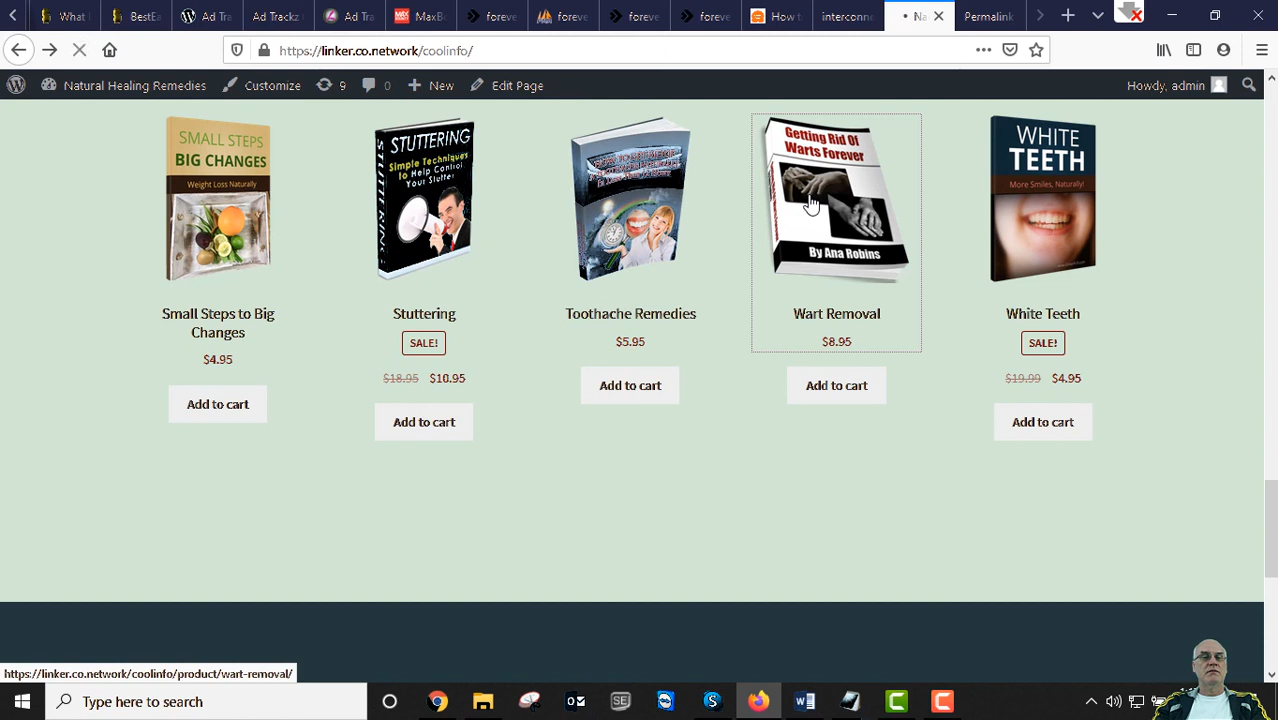 What I
BestEa
Ad Tra
Ad Trackz
Ad Tra
MaxBo
foreve
foreve
foreve
foreve
How to
interconne
Na
Permalink
https://linker.co.network/coolinfo/
Natural Healing Remedies
Customize
9
0
New
Edit Page
Howdy, admin
SMALL STEPS
BIG CHANGES
Weight Loss Naturally
STUTTERING
STUTTERING
Simple Techniques
to Help Control
Your Stutter
Getting Rid Of
Warts Forever
By Ana Robins
WHITE
TEETH
More Smiles, Naturally!
Small Steps to Big
Changes
$4.95
Add to cart
Stuttering
SALE!
$18.95 $10.95
Add to cart
Toothache Remedies
$5.95
Add to cart
Wart Removal
$8.95
Add to cart
White Teeth
SALE!
$19.99 $4.95
Add to cart
https://linker.co.network/coolinfo/product/wart-removal/
Type here to search
SE